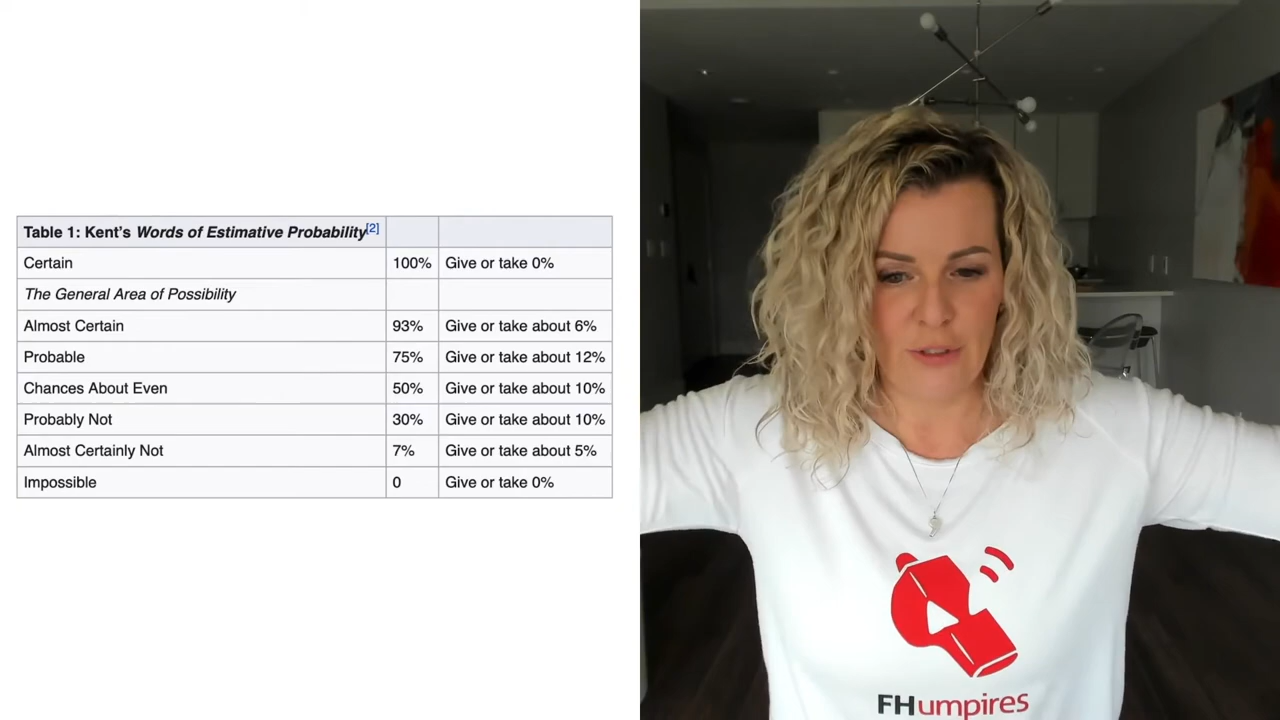 Table 1: Kent's Words of Estimative Probability[2]
Certain 100% Give or take 0%
The General Area of Possibility
Almost Certain 93% Give or take about 6%
Probable 75% Give or take about 12%
Chances About Even 50% Give or take about 10%
Probably Not 30% Give or take about 10%
Almost Certainly Not 7% Give or take about 5%
Impossible 0 Give or take 0%
FHumpires